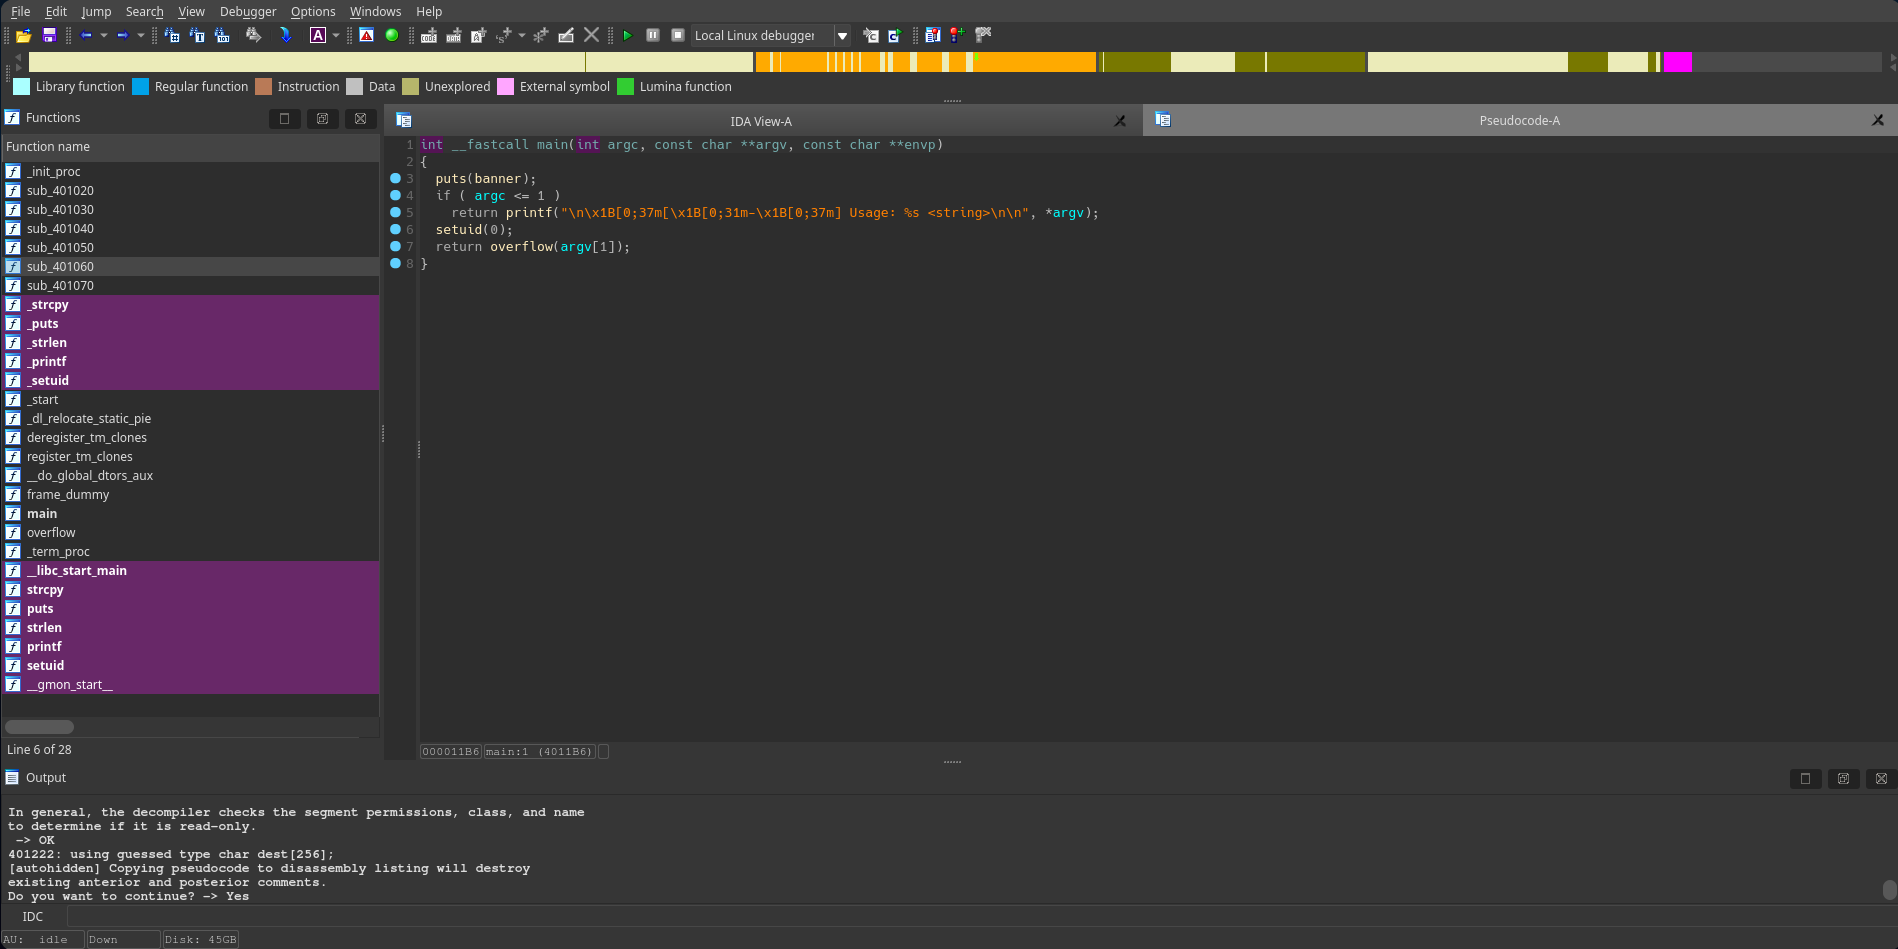 File Edit Jump Search View Debugger Options Windows Help
Local Linux debugger
Library function Regular function Instruction Data Unexplored External symbol Lumina function
Functions
Function name
_init_proc
sub_401020
sub_401030
sub_401040
sub_401050
sub_401060
sub_401070
_strcpy
_puts
_strlen
_printf
_setuid
_start
_dl_relocate_static_pie
deregister_tm_clones
register_tm_clones
__do_global_dtors_aux
frame_dummy
main
overflow
_term_proc
__libc_start_main
strcpy
puts
strlen
printf
setuid
__gmon_start__
Line 6 of 28
IDA View-A
Pseudocode-A
1 int __fastcall main(int argc, const char **argv, const char **envp)
2 {
3 puts(banner);
4 if ( argc <= 1 )
5 return printf("\n\x1B[0;37m[\x1B[0;31m-\x1B[0;37m] Usage: %s <string>\n\n", *argv);
6 setuid(0);
7 return overflow(argv[1]);
8 }
000011B6 main:1 (4011B6)
Output
In general, the decompiler checks the segment permissions, class, and name
to determine if it is read-only.
-> OK
401222: using guessed type char dest[256];
[autohidden] Copying pseudocode to disassembly listing will destroy
existing anterior and posterior comments.
Do you want to continue? -> Yes
IDC
AU: idle Down Disk: 45GB